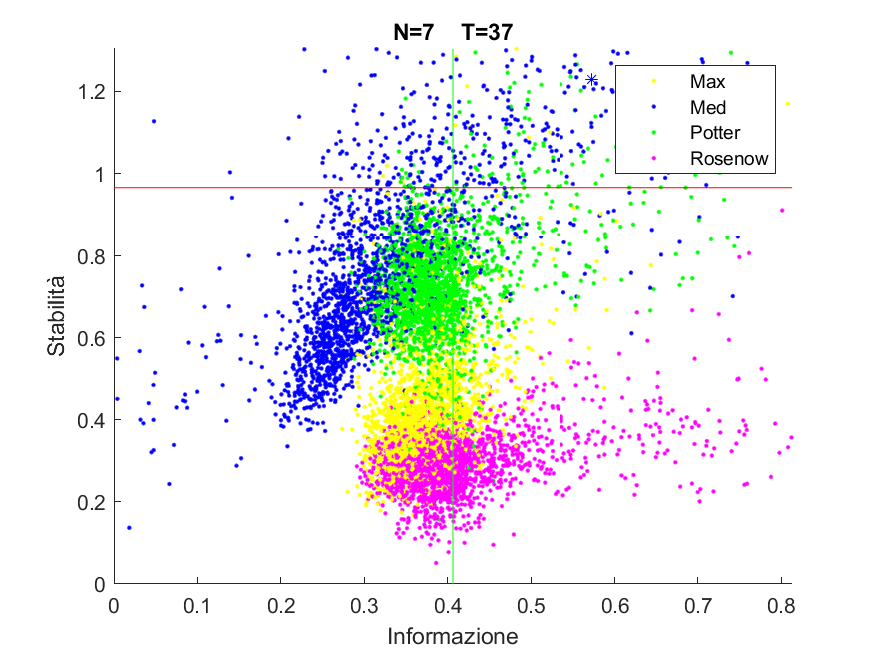 N=7 T=37
Stabilità
1.2
1
0.8
0.6
0.4
0.2
0
0 0.1 0.2 0.3 0.4 0.5 0.6 0.7 0.8
Informazione
Max
Med
Potter
Rosenow